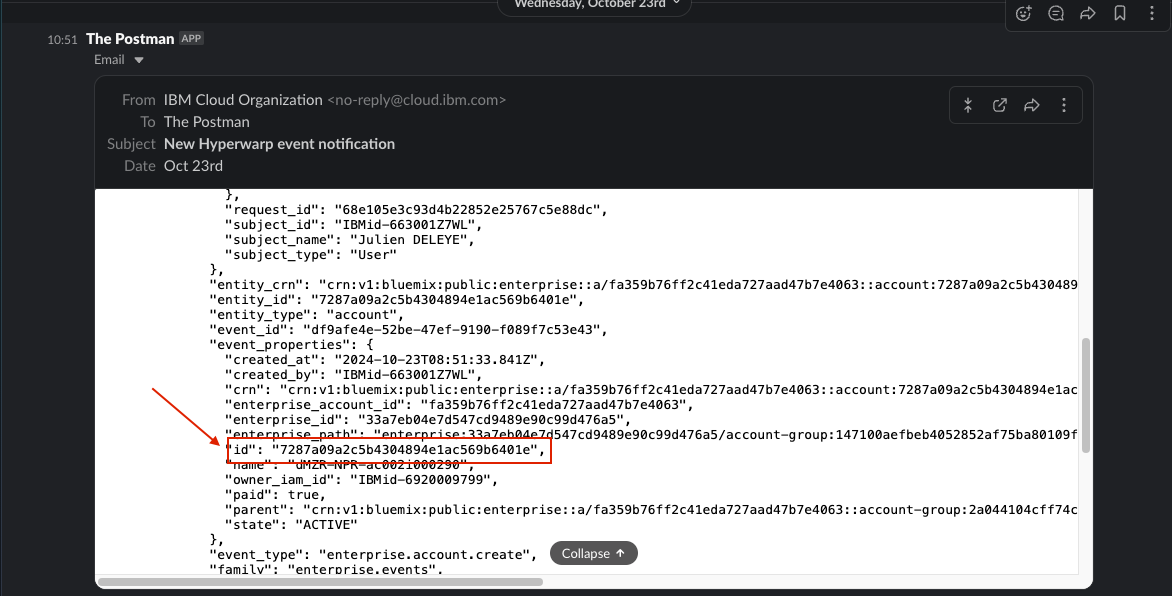 Wednesday, October 23rd
10:51 The Postman APP
Email
From IBM Cloud Organization <no-reply@cloud.ibm.com>
To The Postman
Subject New Hyperwarp event notification
Date Oct 23rd
},
"request_id": "68e105e3c93d4b22852e25767c5e88dc",
"subject_id": "IBMid-663001Z7WL",
"subject_name": "Julien DELEYE",
"subject_type": "User"
},
"entity_crn": "crn:v1:bluemix:public:enterprise::a/fa359b76ff2c41eda727aad47b7e4063::account:7287a09a2c5b430489
"entity_id": "7287a09a2c5b4304894e1ac569b6401e",
"entity_type": "account",
"event_id": "df9afe4e-52be-47ef-9190-f089f7c53e43",
"event_properties": {
"created_at": "2024-10-23T08:51:33.841Z",
"created_by": "IBMid-663001Z7WL",
"crn": "crn:v1:bluemix:public:enterprise::a/fa359b76ff2c41eda727aad47b7e4063::account:7287a09a2c5b4304894e1ac
"enterprise_account_id": "fa359b76ff2c41eda727aad47b7e4063",
"enterprise_id": "33a7eb04e7d547cd9489e90c99d476a5",
"enterprise_path": "enterprise:33a7eb04e7d547cd9489e90c99d476a5/account-group:147100aefbeb4052852af75ba80109f
"id": "7287a09a2c5b4304894e1ac569b6401e",
"name": "dMZR-NPR-ac002i000290",
"owner_iam_id": "IBMid-6920009799",
"paid": true,
"parent": "crn:v1:bluemix:public:enterprise::a/fa359b76ff2c41eda727aad47b7e4063::account-group:2a044104cff74c
"state": "ACTIVE"
},
"event_type": "enterprise.account.create",
Collapse ↑
"family": "enterprise.events",